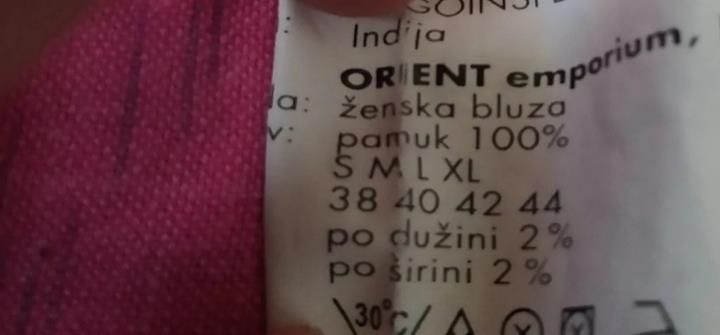 Indija
ORIENT emporium,
la: ženska bluza
v: pamuk 100%
S M L XL
38 40 42 44
po dužini 2%
po širini 2%
30°c